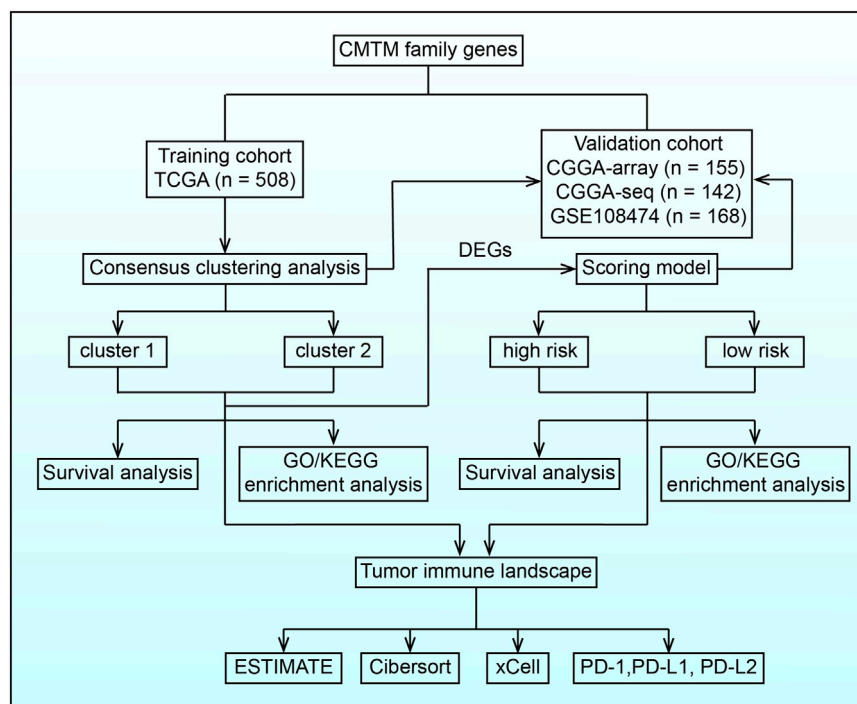 CMTM family genes
Training cohort
TCGA (n = 508)
Validation cohort
CGGA-array (n = 155)
CGGA-seq (n = 142)
GSE108474 (n = 168)
DEGs
Consensus clustering analysis
Scoring model
cluster 1
cluster 2
high risk
low risk
Survival analysis
GO/KEGG
enrichment analysis
Survival analysis
GO/KEGG
enrichment analysis
Tumor immune landscape
ESTIMATE
Cibersort
xCell
PD-1,PD-L1, PD-L2